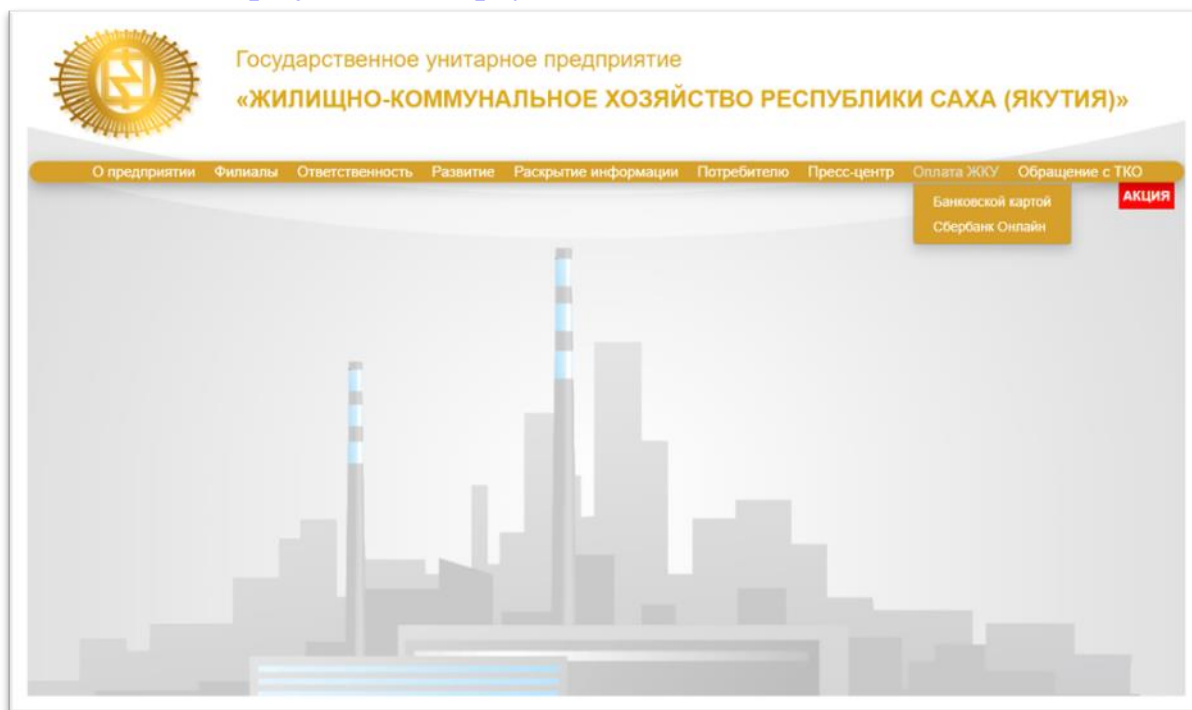 Государственное унитарное предприятие
«ЖИЛИЩНО-КОММУНАЛЬНОЕ ХОЗЯЙСТВО РЕСПУБЛИКИ САХА (ЯКУТИЯ)»
О предприятии Филиалы Ответственность Развитие Раскрытие информации Потребителю Пресс-центр Оплата ЖКУ Обращение с ТКО
АКЦИЯ
Банковской картой
Сбербанк Онлайн